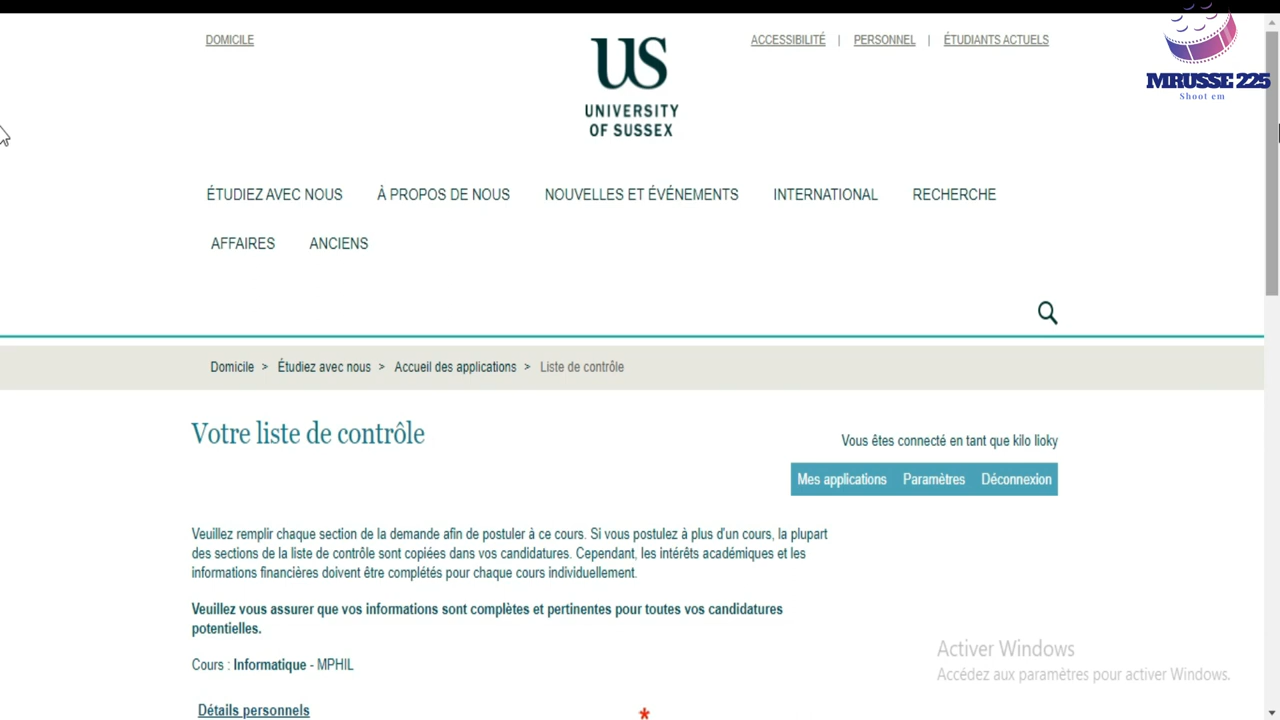 DOMICILE
US
UNIVERSITY
OF SUSSEX
ACCESSIBILITÉ | PERSONNEL | ÉTUDIANTS ACTUELS
MRUSSE 225
Shoot em
ÉTUDIEZ AVEC NOUS À PROPOS DE NOUS NOUVELLES ET ÉVÉNEMENTS INTERNATIONAL RECHERCHE
AFFAIRES ANCIENS
Domicile > Étudiez avec nous > Accueil des applications > Liste de contrôle
Votre liste de contrôle
Vous êtes connecté en tant que kilo lioky
Mes applications Paramètres Déconnexion
Veuillez remplir chaque section de la demande afin de postuler à ce cours. Si vous postulez à plus d'un cours, la plupart
des sections de la liste de contrôle sont copiées dans vos candidatures. Cependant, les intérêts académiques et les
informations financières doivent être complétés pour chaque cours individuellement.
Veuillez vous assurer que vos informations sont complètes et pertinentes pour toutes vos candidatures
potentielles.
Cours : Informatique - MPHIL
Activer Windows
Accédez aux paramètres pour activer Windows.
Détails personnels *